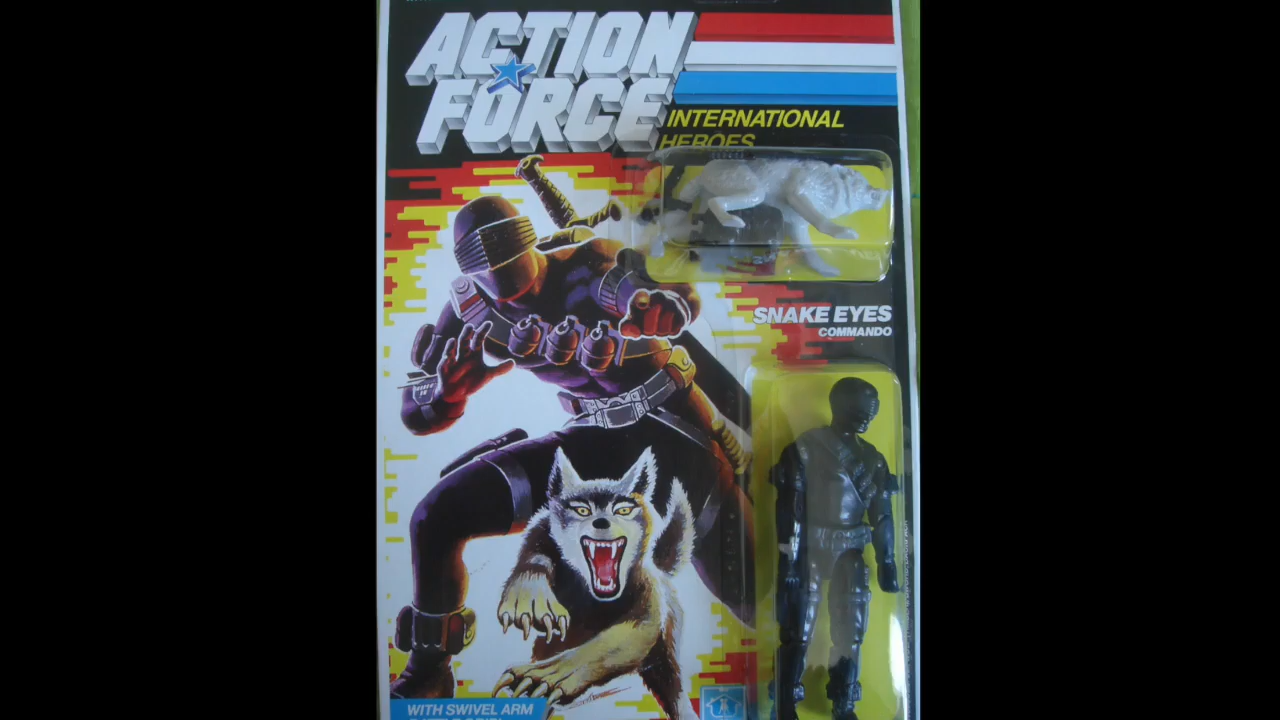 ACTION
FORCE
INTERNATIONAL
HEROES
SNAKE EYES
COMMANDO
WITH SWIVEL ARM